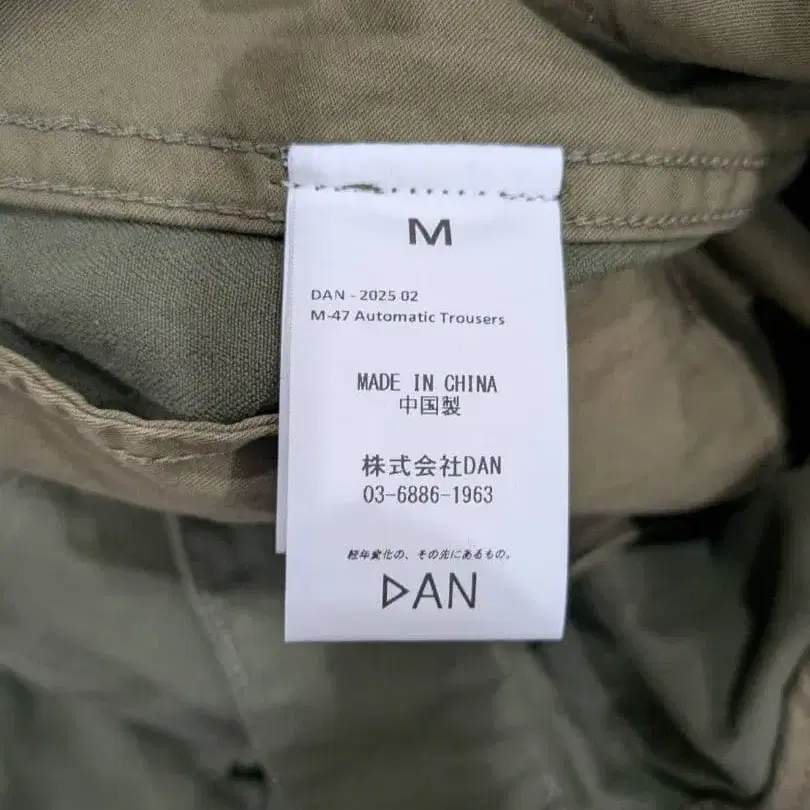 M
DAN - 2025 02
M-47 Automatic Trousers
MADE IN CHINA
中国製
株式会社DAN
03-6886-1963
経年変化の、その先にあるもの。
DAN